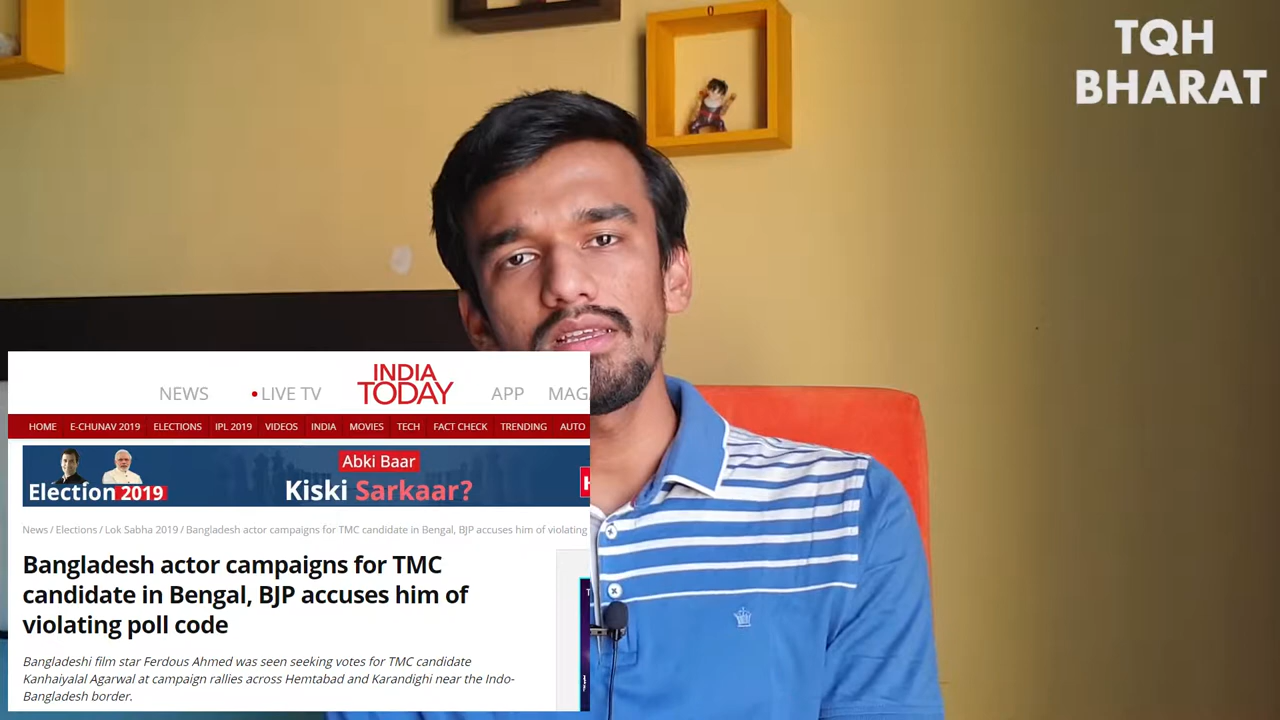 TQH
BHARAT
INDIA
TODAY
NEWS
LIVE TV
APP
HOME E-CHUNAV 2019 ELECTIONS IPL 2019 VIDEOS INDIA MOVIES TECH FACT CHECK TRENDING AUTO
Abki Baar
Election 2019
Kiski Sarkaar?
News / Elections / Lok Sabha 2019 / Bangladesh actor campaigns for TMC candidate in Bengal, BJP accuses him of violating
Bangladesh actor campaigns for TMC
candidate in Bengal, BJP accuses him of
violating poll code
Bangladeshi film star Ferdous Ahmed was seen seeking votes for TMC candidate
Kanhaiyalal Agarwal at campaign rallies across Hemtabad and Karandighi near the Indo-
Bangladesh border.